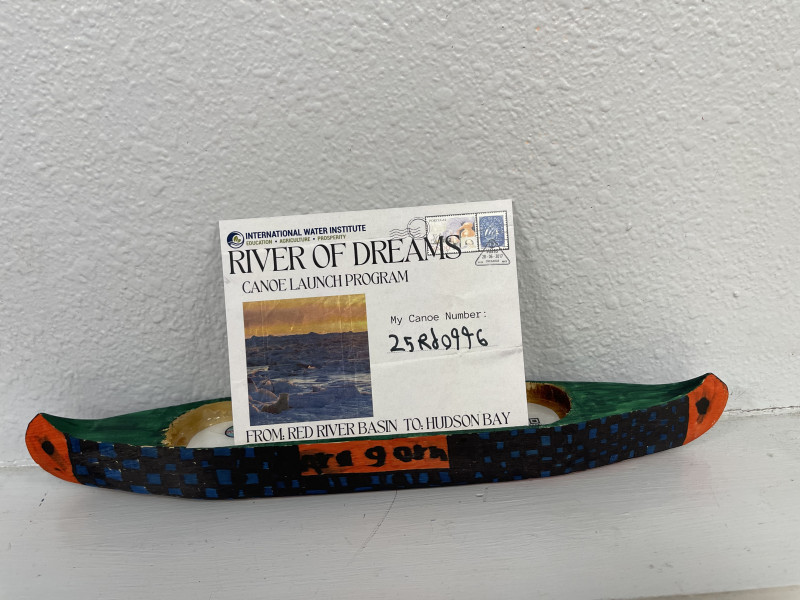 INTERNATIONAL WATER INSTITUTE
EDUCATION • AGRICULTURE • PROSPERITY
RIVER OF DREAMS
CANOE LAUNCH PROGRAM
My Canoe Number:
25Rd0996
FROM: RED RIVER BASIN TO: HUDSON BAY